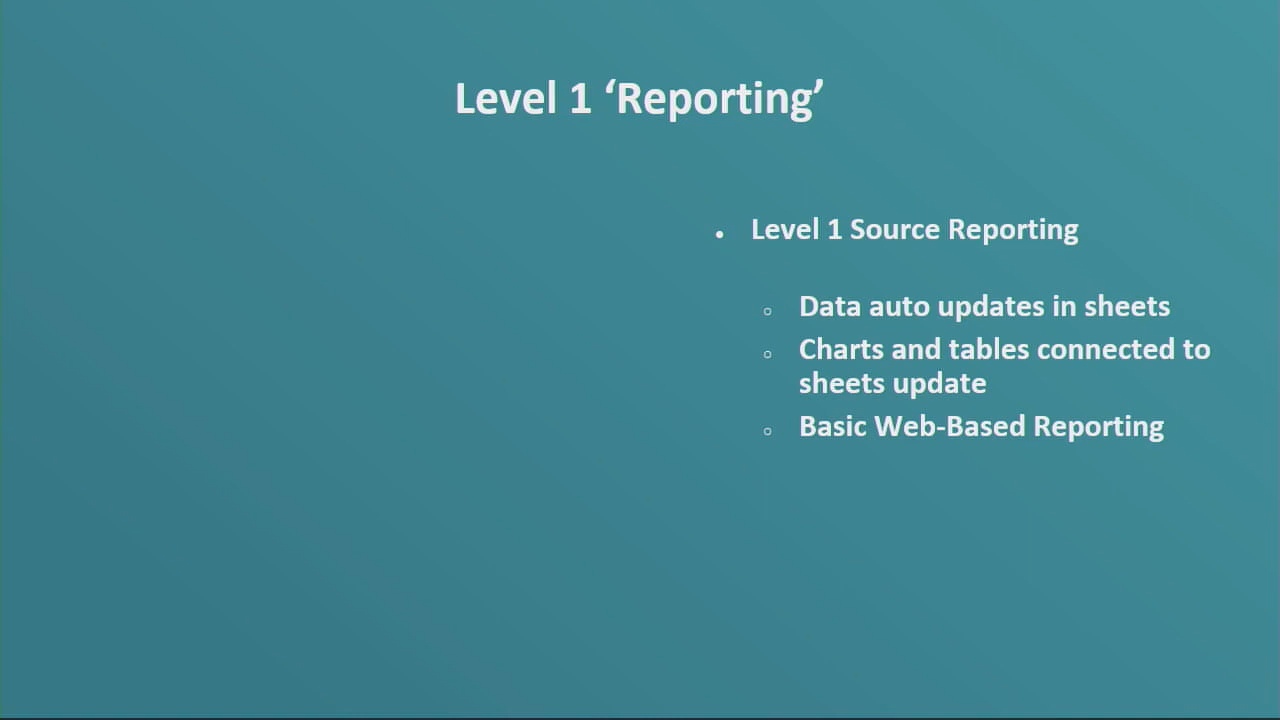 Level 1 ‘Reporting’
• Level 1 Source Reporting
○ Data auto updates in sheets
○ Charts and tables connected to
sheets update
○ Basic Web-Based Reporting